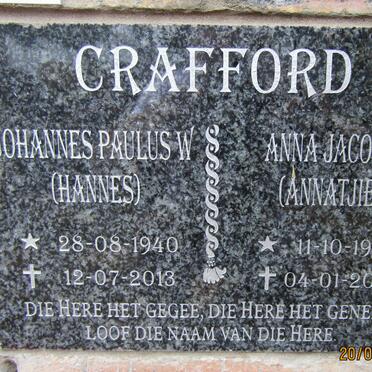 CRAFFORD
JOHANNES PAULUS W ANNA JACO
(HANNES) (ANNATJIE
28-08-1940 11-10-19
12-07-2013 04-01-20
DIE HERE HET GEGEE, DIE HERE HET GENE
LOOF DIE NAAM VAN DIE HERE.
20/0